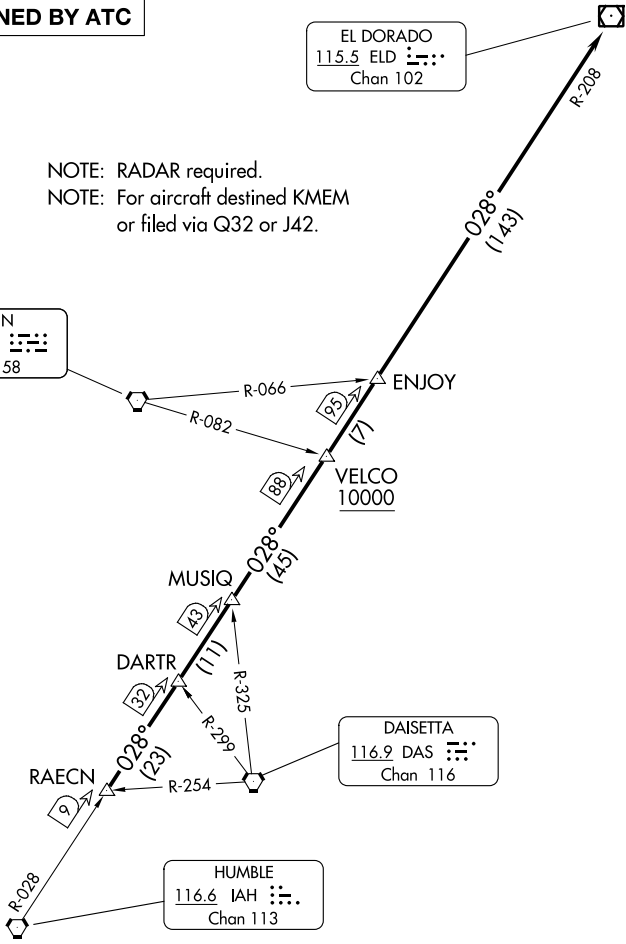 NED BY ATC
EL DORADO
115.5 ELD
Chan 102
R-208
NOTE: RADAR required.
NOTE: For aircraft destined KMEM
or filed via Q32 or J42.
028°
(143)
N
58
R-066
ENJOY
95
R-082
(7)
VELCO
10000
88
028°
(45)
MUSIQ
43
(11)
DARTR
R-325
32
R-299
028°
(23)
DAISETTA
116.9 DAS
Chan 116
RAECN
R-254
9
R-028
HUMBLE
116.6 IAH
Chan 113